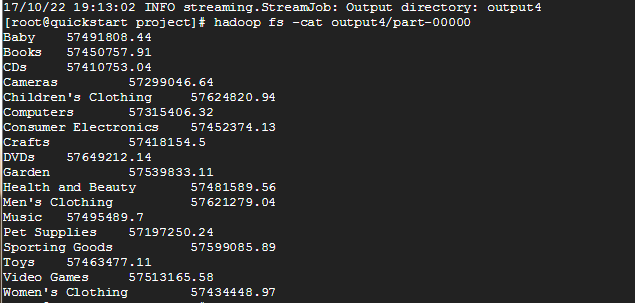 17/10/22 19:13:02 INFO streaming.StreamJob: Output directory: output4
[root@quickstart project]# hadoop fs -cat output4/part-00000
Baby 57491808.44
Books 57450757.91
CDs 57410753.04
Cameras 57299046.64
Children's Clothing 57624820.94
Computers 57315406.32
Consumer Electronics 57452374.13
Crafts 57418154.5
DVDs 57649212.14
Garden 57539833.11
Health and Beauty 57481589.56
Men's Clothing 57621279.04
Music 57495489.7
Pet Supplies 57197250.24
Sporting Goods 57599085.89
Toys 57463477.11
Video Games 57513165.58
Women's Clothing 57434448.97